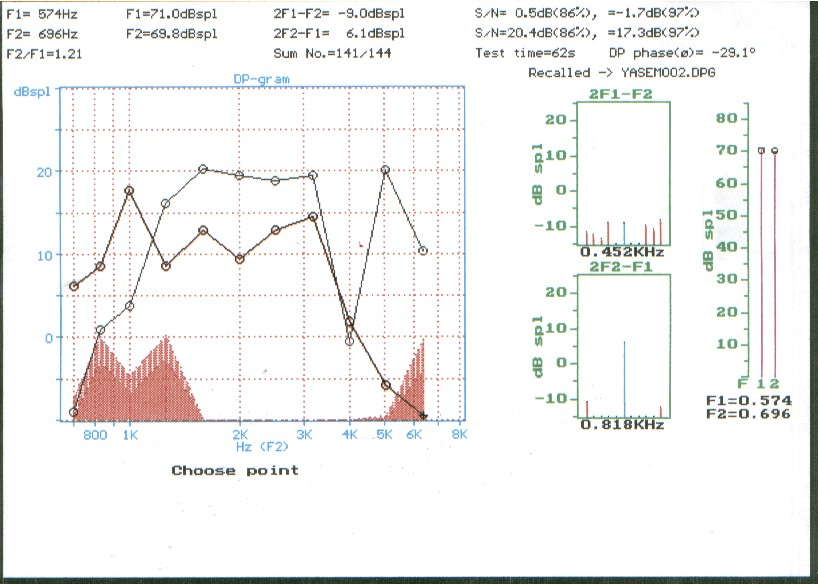 F1= 574Hz F1=71.0dBspl 2F1-F2= -9.0dBspl S/N= 0.5dB(86%), =-1.7dB(97%)
F2= 696Hz F2=69.8dBspl 2F2-F1= 6.1dBspl S/N=20.4dB(86%), =17.3dB(97%)
F2/F1=1.21 Sum No.=141/144 Test time=62s DP phase(ø)= -29.1°
Recalled -> YASEM002.DPG
DP-gram
dBspl
20
10
0
800 1K 2K 3K 4K 5K 6K 8K
Hz (F2)
Choose point
2F1-F2
dB spl
20
10
0
-10
0.452KHz
2F2-F1
dB spl
20
10
0
-10
0.818KHz
dB spl
80
70
60
50
40
30
20
10
F 1 2
F1=0.574
F2=0.696